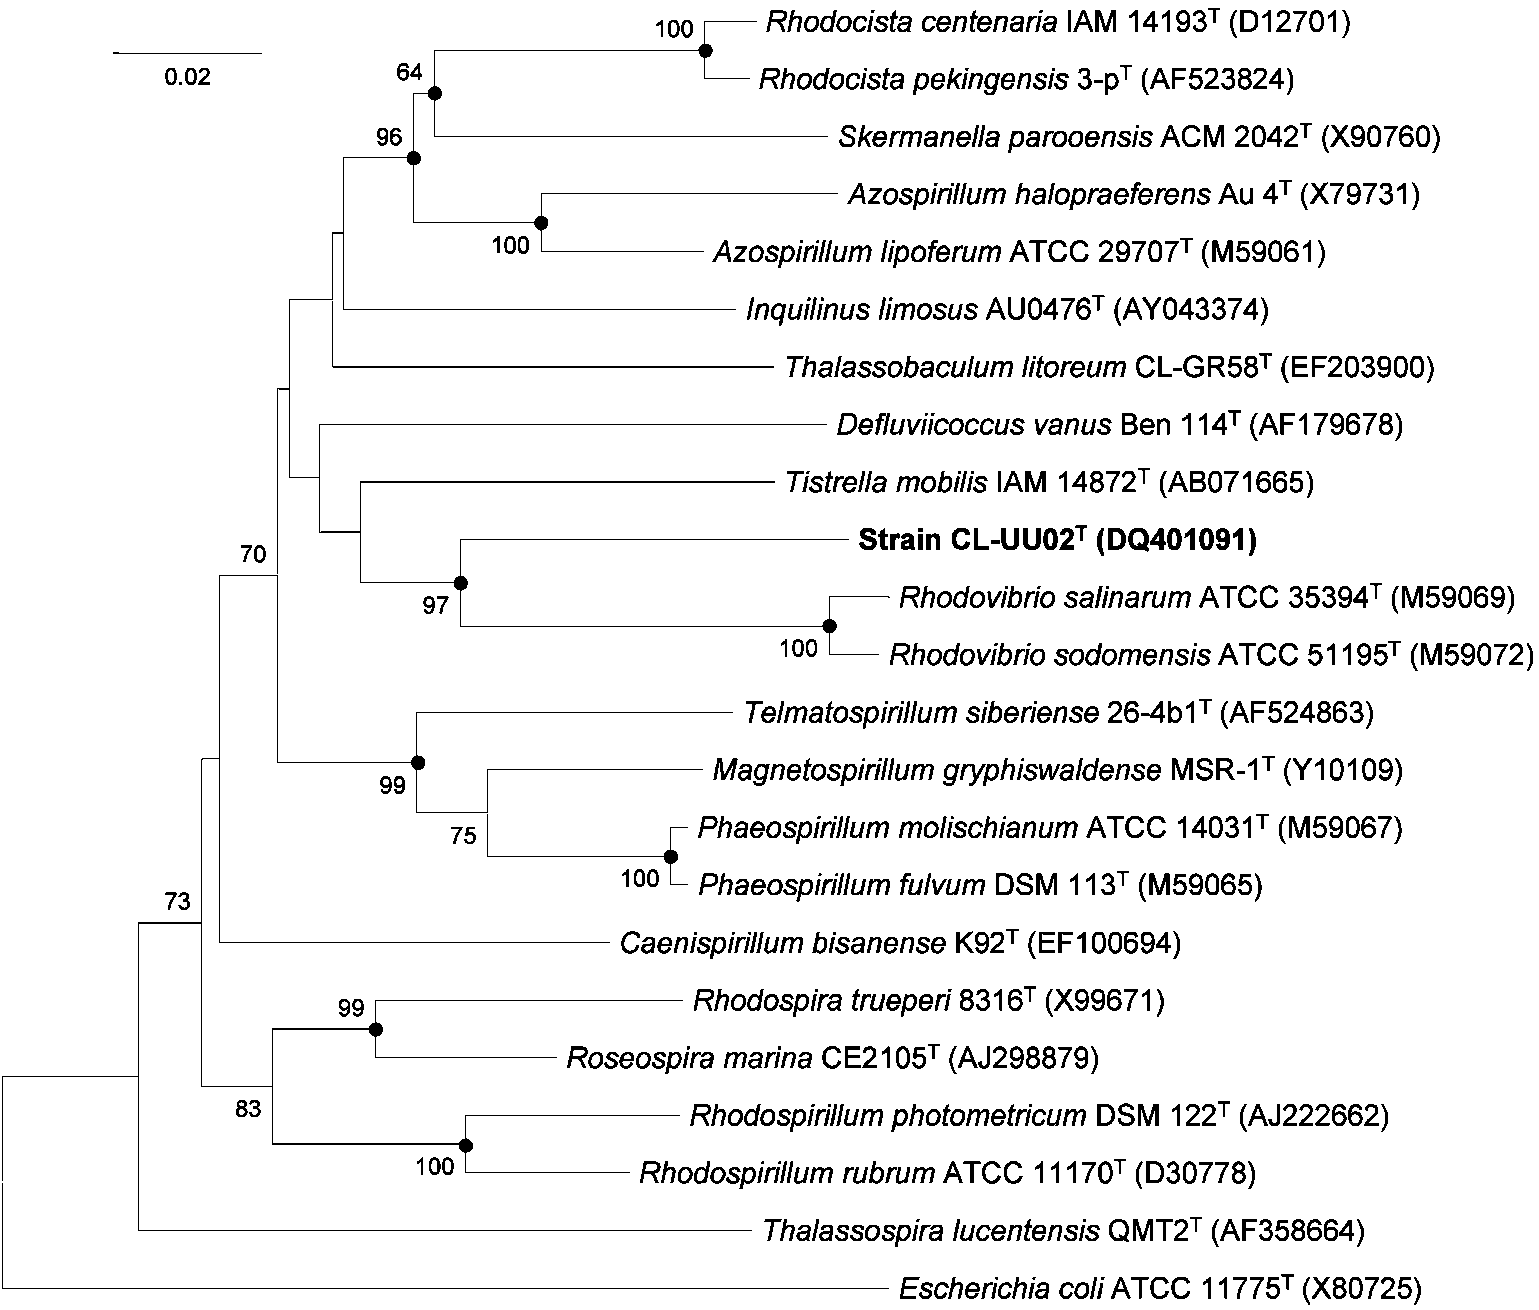 100
Rhodocista centenaria IAM 14193ᵀ (D12701)
0.02
64
Rhodocista pekingensis 3-pᵀ (AF523824)
96
Skermanella parooensis ACM 2042ᵀ (X90760)
Azospirillum halopraeferens Au 4ᵀ (X79731)
100
Azospirillum lipoferum ATCC 29707ᵀ (M59061)
Inquilinus limosus AU0476ᵀ (AY043374)
Thalassobaculum litoreum CL-GR58ᵀ (EF203900)
Defluviicoccus vanus Ben 114ᵀ (AF179678)
Tistrella mobilis IAM 14872ᵀ (AB071665)
Strain CL-UU02ᵀ (DQ401091)
70
97
Rhodovibrio salinarum ATCC 35394ᵀ (M59069)
100
Rhodovibrio sodomensis ATCC 51195ᵀ (M59072)
Telmatospirillum siberiense 26-4b1ᵀ (AF524863)
99
Magnetospirillum gryphiswaldense MSR-1ᵀ (Y10109)
75
Phaeospirillum molischianum ATCC 14031ᵀ (M59067)
100
Phaeospirillum fulvum DSM 113ᵀ (M59065)
73
Caenispirillum bisanense K92ᵀ (EF100694)
99
Rhodospira trueperi 8316ᵀ (X99671)
Roseospira marina CE2105ᵀ (AJ298879)
83
Rhodospirillum photometricum DSM 122ᵀ (AJ222662)
100
Rhodospirillum rubrum ATCC 11170ᵀ (D30778)
Thalassospira lucentensis QMT2ᵀ (AF358664)
Escherichia coli ATCC 11775ᵀ (X80725)